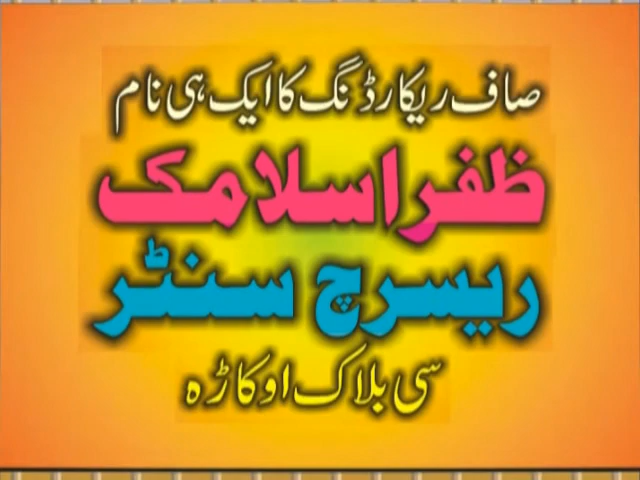 صاف ریکارڈنگ کا ایک ہی نام
ظفر اسلامک
ریسرچ سنٹر
سی بلاک اوکاڑہ